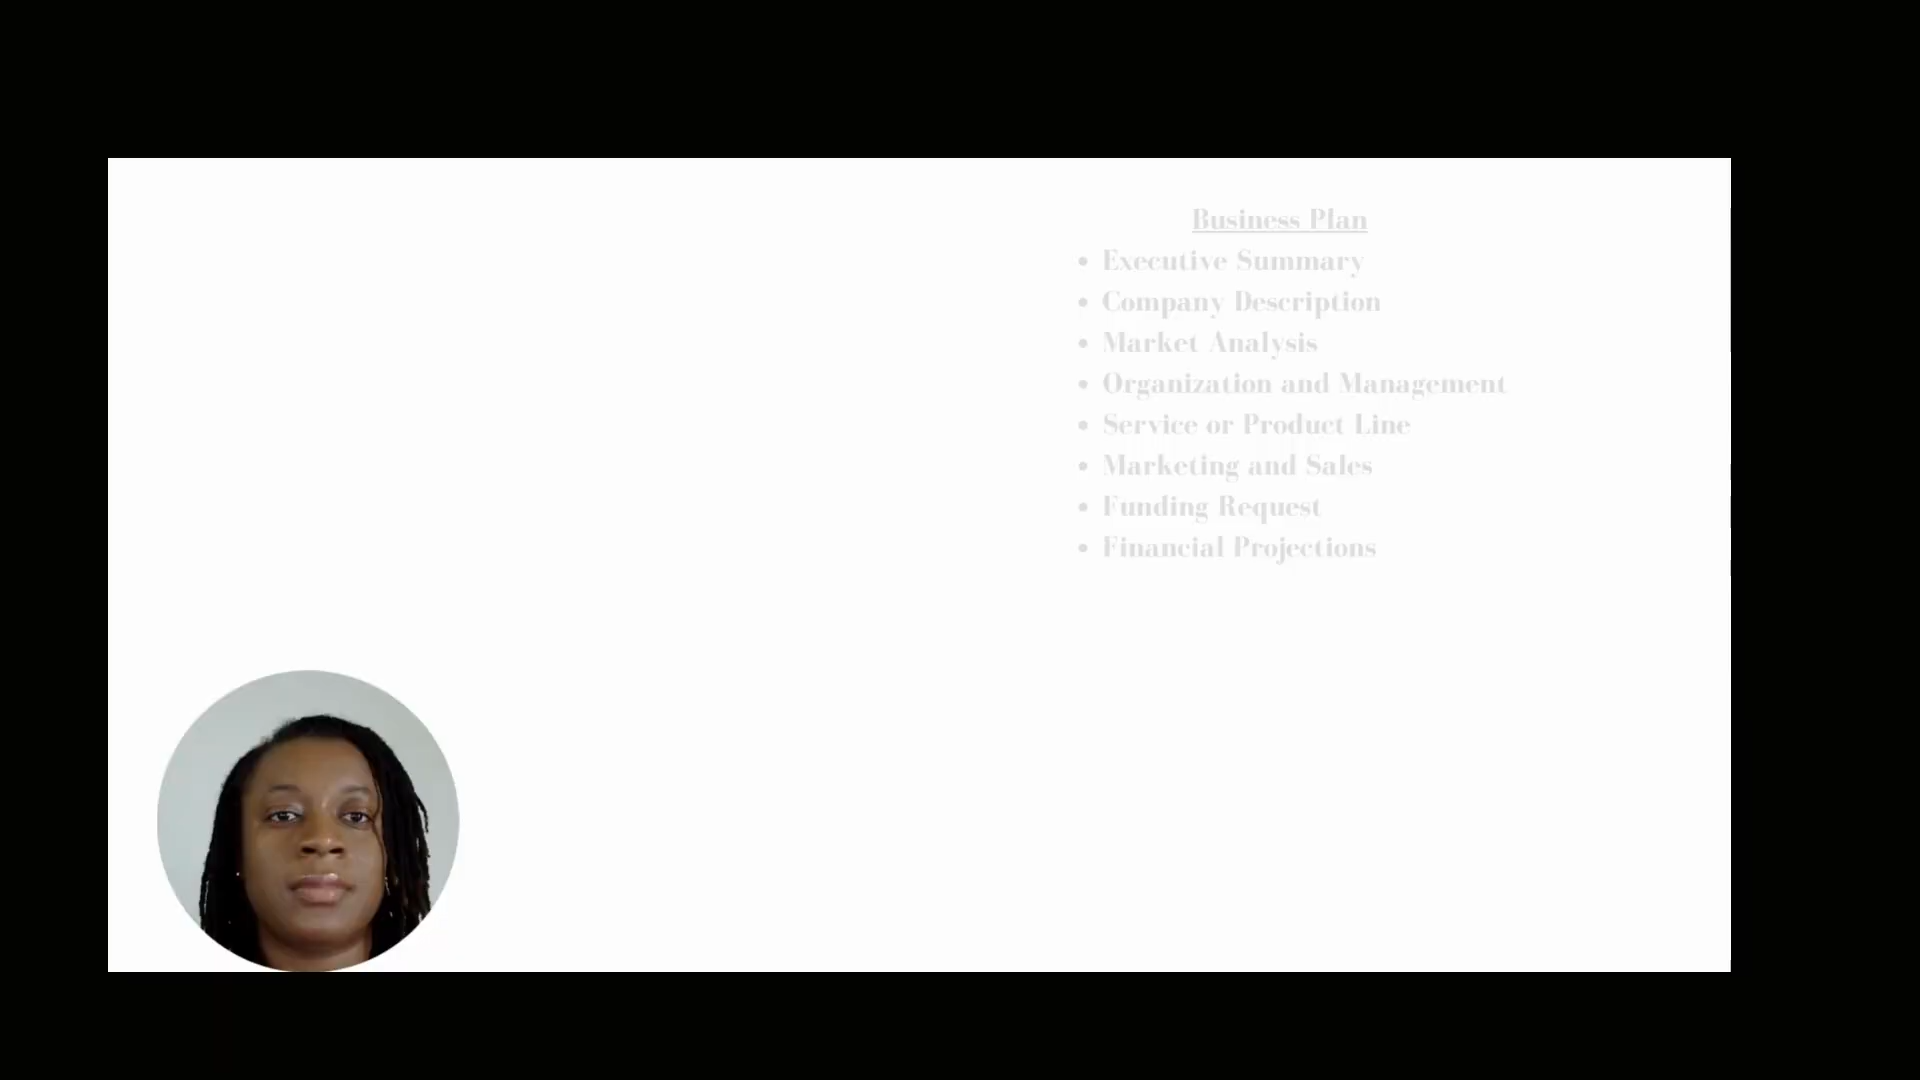 Business Plan
• Executive Summary
• Company Description
• Market Analysis
• Organization and Management
• Service or Product Line
• Marketing and Sales
• Funding Request
• Financial Projections